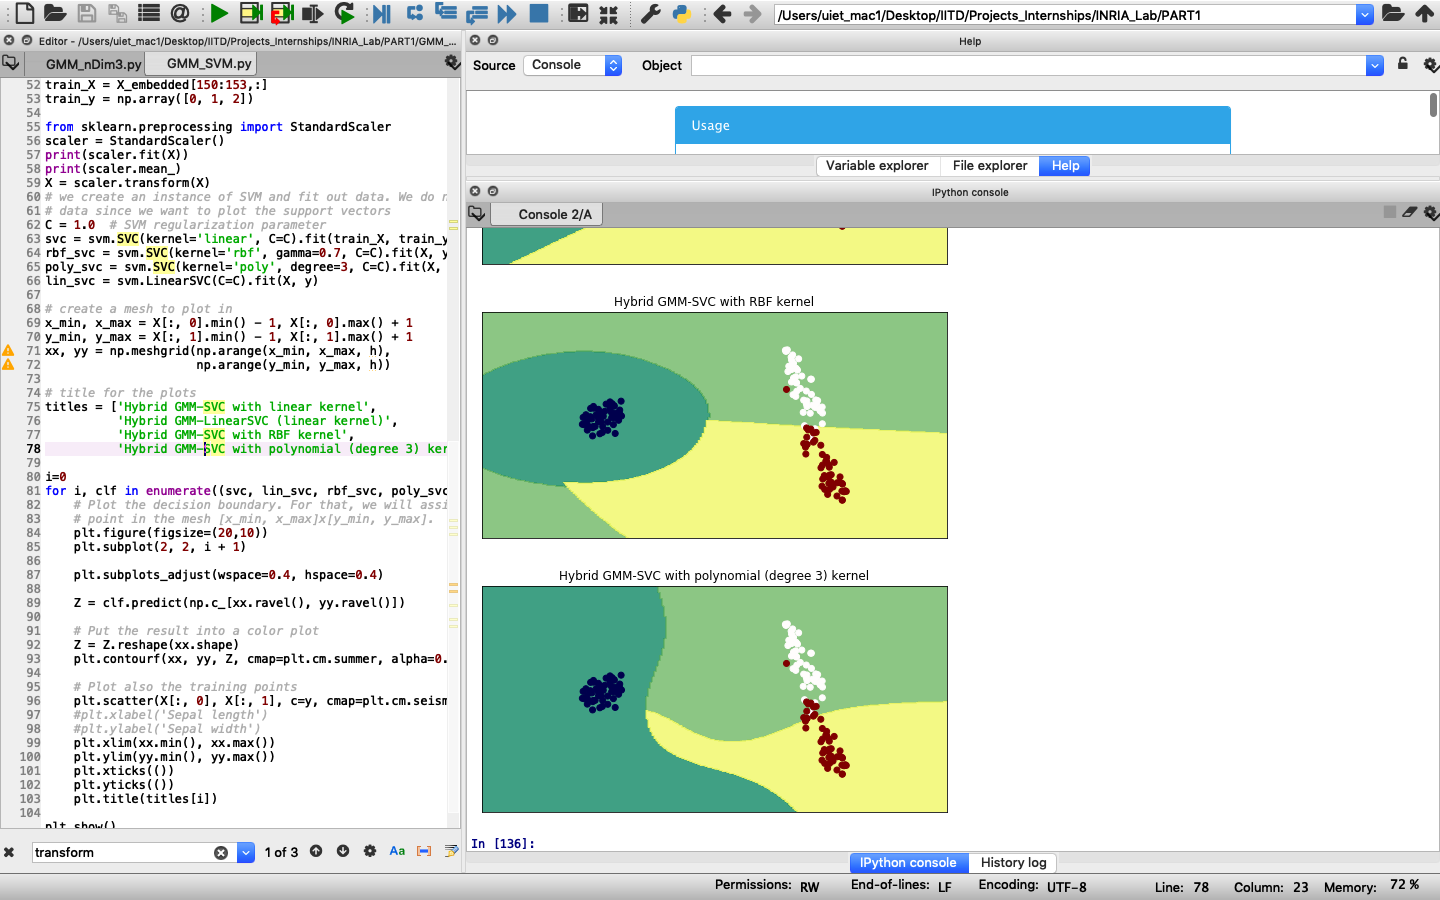 /Users/uiet_mac1/Desktop/IITD/Projects_Internships/INRIA_Lab/PART1
Editor - /Users/uiet_mac1/Desktop/IITD/Projects_Internships/INRIA_Lab/PART1/GMM_...
GMM_nDim3.py
GMM_SVM.py
52 train_X = X_embedded[150:153,:]
53 train_y = np.array([0, 1, 2])
54
55 from sklearn.preprocessing import StandardScaler
56 scaler = StandardScaler()
57 print(scaler.fit(X))
58 print(scaler.mean_)
59 X = scaler.transform(X)
60 # we create an instance of SVM and fit out data. We do n
61 # data since we want to plot the support vectors
62 C = 1.0  # SVM regularization parameter
63 svc = svm.SVC(kernel='linear', C=C).fit(train_X, train_y
64 rbf_svc = svm.SVC(kernel='rbf', gamma=0.7, C=C).fit(X, y
65 poly_svc = svm.SVC(kernel='poly', degree=3, C=C).fit(X,
66 lin_svc = svm.LinearSVC(C=C).fit(X, y)
67
68 # create a mesh to plot in
69 x_min, x_max = X[:, 0].min() - 1, X[:, 0].max() + 1
70 y_min, y_max = X[:, 1].min() - 1, X[:, 1].max() + 1
71 xx, yy = np.meshgrid(np.arange(x_min, x_max, h),
72                      np.arange(y_min, y_max, h))
73
74 # title for the plots
75 titles = ['Hybrid GMM-SVC with linear kernel',
76           'Hybrid GMM-LinearSVC (linear kernel)',
77           'Hybrid GMM-SVC with RBF kernel',
78           'Hybrid GMM-SVC with polynomial (degree 3) ker
79
80 i=0
81 for i, clf in enumerate((svc, lin_svc, rbf_svc, poly_svc
82     # Plot the decision boundary. For that, we will assi
83     # point in the mesh [x_min, x_max]x[y_min, y_max].
84     plt.figure(figsize=(20,10))
85     plt.subplot(2, 2, i + 1)
86
87     plt.subplots_adjust(wspace=0.4, hspace=0.4)
88
89     Z = clf.predict(np.c_[xx.ravel(), yy.ravel()])
90
91     # Put the result into a color plot
92     Z = Z.reshape(xx.shape)
93     plt.contourf(xx, yy, Z, cmap=plt.cm.summer, alpha=0.
94
95     # Plot also the training points
96     plt.scatter(X[:, 0], X[:, 1], c=y, cmap=plt.cm.seism
97     #plt.xlabel('Sepal length')
98     #plt.ylabel('Sepal width')
99     plt.xlim(xx.min(), xx.max())
100     plt.ylim(yy.min(), yy.max())
101     plt.xticks(())
102     plt.yticks(())
103     plt.title(titles[i])
104
plt.show()
transform
1 of 3
Aa
Help
Source Console Object
Usage
Variable explorer File explorer Help
IPython console
Console 2/A
Hybrid GMM-SVC with RBF kernel
Hybrid GMM-SVC with polynomial (degree 3) kernel
In [136]:
IPython console History log
Permissions: RW End-of-lines: LF Encoding: UTF-8 Line: 78 Column: 23 Memory: 72 %